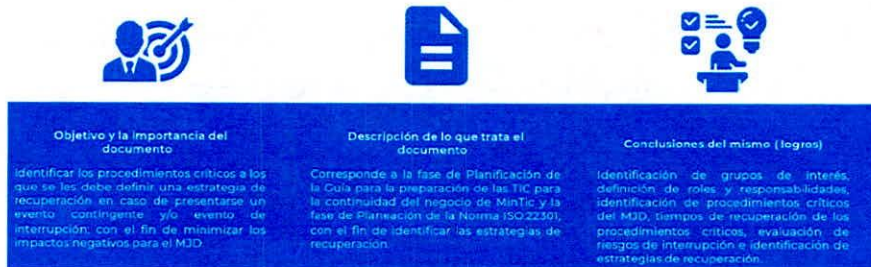 Objetivo y la importancia del
documento
Identificar los procedimientos críticos a los
que se les debe definir una estrategia de
recuperación en caso de presentarse un
evento contingente y/o evento de
interrupción; con el fin de minimizar los
impactos negativos para el MJD.
Descripción de lo que trata el
documento
Corresponde a la fase de Planificación de
la Guía para la preparación de las TIC para
la continuidad del negocio de MinTic y la
fase de Planeación de la Norma ISO 22301,
con el fin de identificar las estrategias de
recuperación.
Conclusiones del mismo (logros)
Identificación de grupos de interés,
definición de roles y responsabilidades,
identificación de procedimientos críticos
del MJD, tiempos de recuperación de los
procedimientos críticos, evaluación de
riesgos de interrupción e identificación de
estrategias de recuperación.